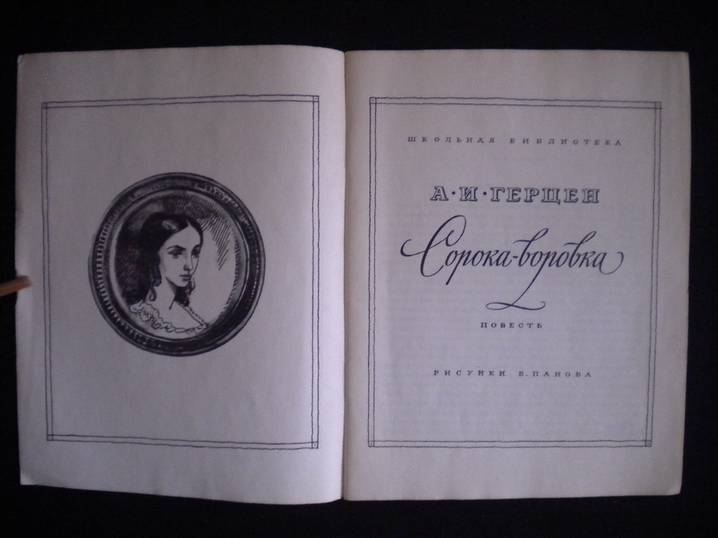 ШКОЛЬНАЯ БИБЛИОТЕКА
А·И·ГЕРЦЕН
Сорока-воровка
ПОВЕСТЬ
РИСУНКИ В. ПАНОВА